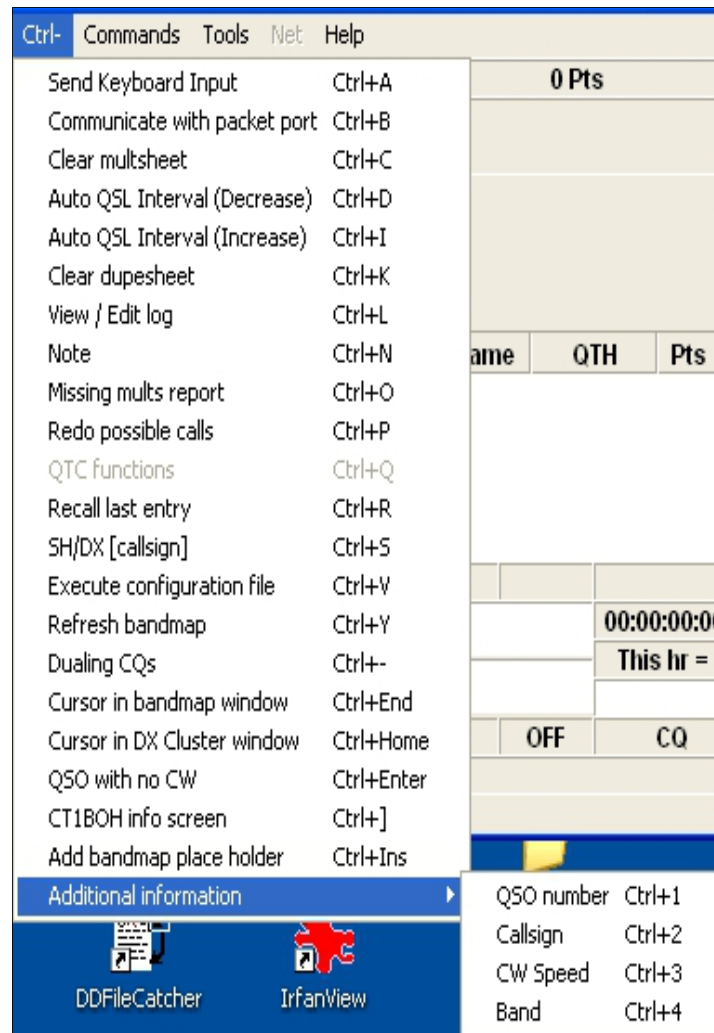 Ctrl- Commands Tools Net Help
0 Pts
Send Keyboard Input Ctrl+A
Communicate with packet port Ctrl+B
Clear multsheet Ctrl+C
Auto QSL Interval (Decrease) Ctrl+D
Auto QSL Interval (Increase) Ctrl+I
Clear dupesheet Ctrl+K
View / Edit log Ctrl+L
Note Ctrl+N
ame QTH Pts
Missing mults report Ctrl+O
Redo possible calls Ctrl+P
QTC functions Ctrl+Q
Recall last entry Ctrl+R
SH/DX [callsign] Ctrl+S
Execute configuration file Ctrl+V
Refresh bandmap Ctrl+Y
00:00:00:0
Dualing CQs Ctrl+-
This hr =
Cursor in bandmap window Ctrl+End
Cursor in DX Cluster window Ctrl+Home
OFF CQ
QSO with no CW Ctrl+Enter
CT1BOH info screen Ctrl+]
Add bandmap place holder Ctrl+Ins
Additional information
QSO number Ctrl+1
Callsign Ctrl+2
CW Speed Ctrl+3
Band Ctrl+4
DDFileCatcher IrfanView